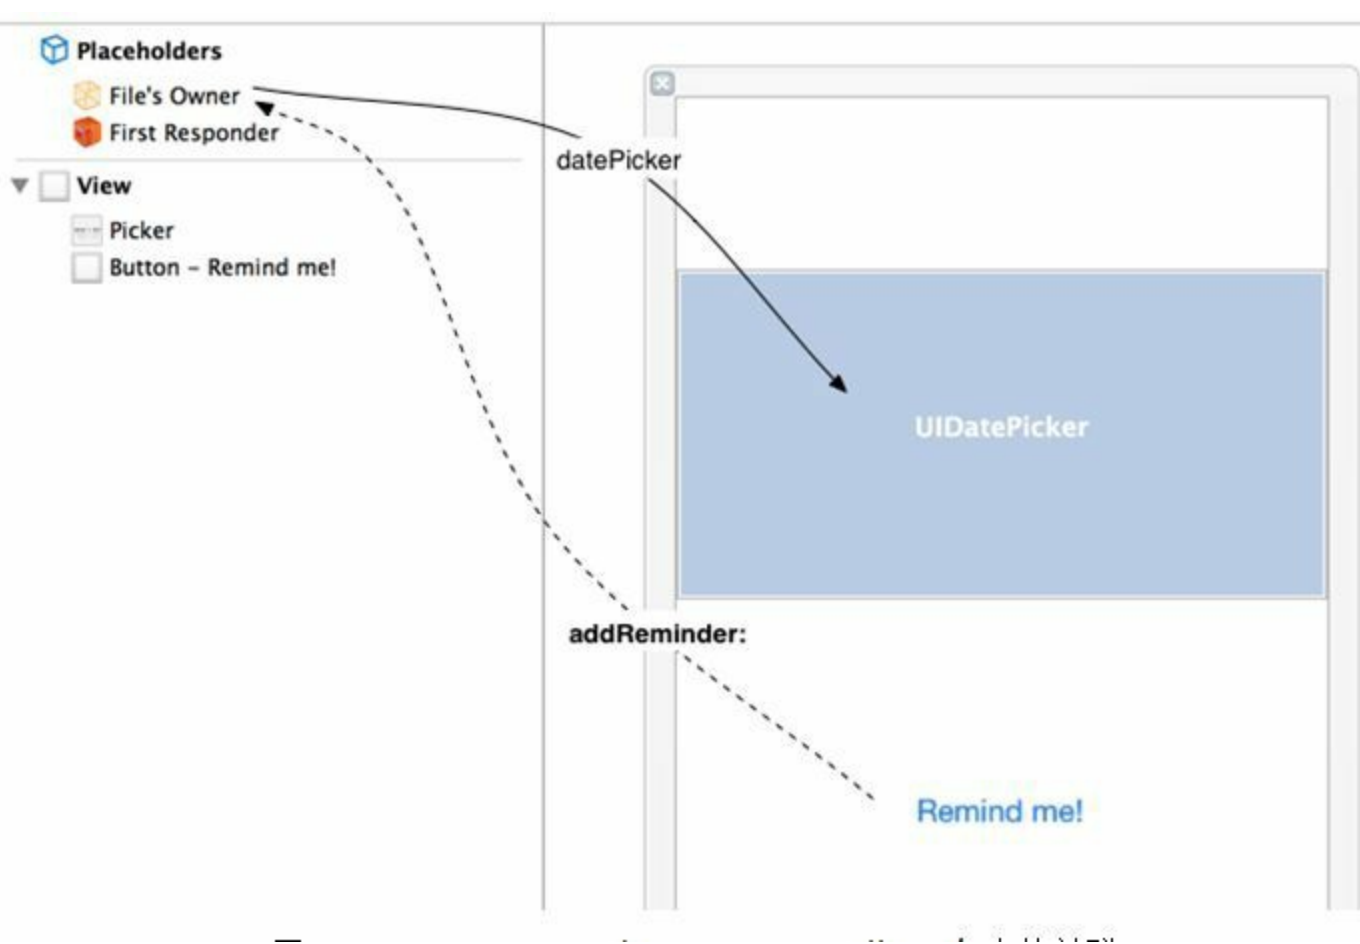 Placeholders
File's Owner
First Responder
View
Picker
Button – Remind me!
datePicker
UIDatePicker
addReminder:
Remind me!